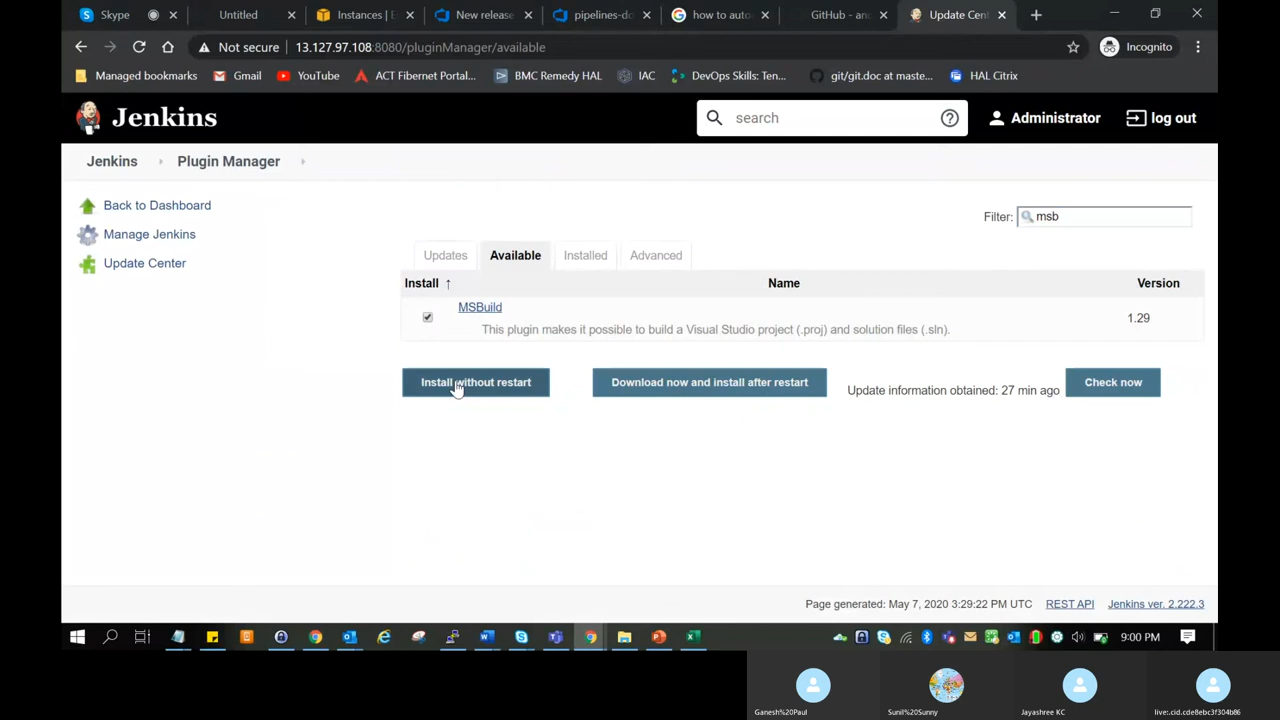 Skype
Untitled
Instances | E
New release
pipelines-do
how to auto
GitHub - an
Update Cent
Not secure
13.127.97.108:8080/pluginManager/available
Incognito
Managed bookmarks
Gmail
YouTube
ACT Fibernet Portal...
BMC Remedy HAL
IAC
DevOps Skills: Ten...
git/git.doc at maste...
HAL Citrix
Jenkins
search
Administrator
log out
Jenkins
Plugin Manager
Back to Dashboard
Manage Jenkins
Update Center
Filter:
msb
Updates
Available
Installed
Advanced
Install ↑
Name
Version
MSBuild
This plugin makes it possible to build a Visual Studio project (.proj) and solution files (.sln).
1.29
Install without restart
Download now and install after restart
Update information obtained: 27 min ago
Check now
Page generated: May 7, 2020 3:29:22 PM UTC
REST API
Jenkins ver. 2.222.3
9:00 PM
Ganesh%20Paul
Sunil%20Sunny
Jayashree KC
live:.cid.cde8ebc3f304b86